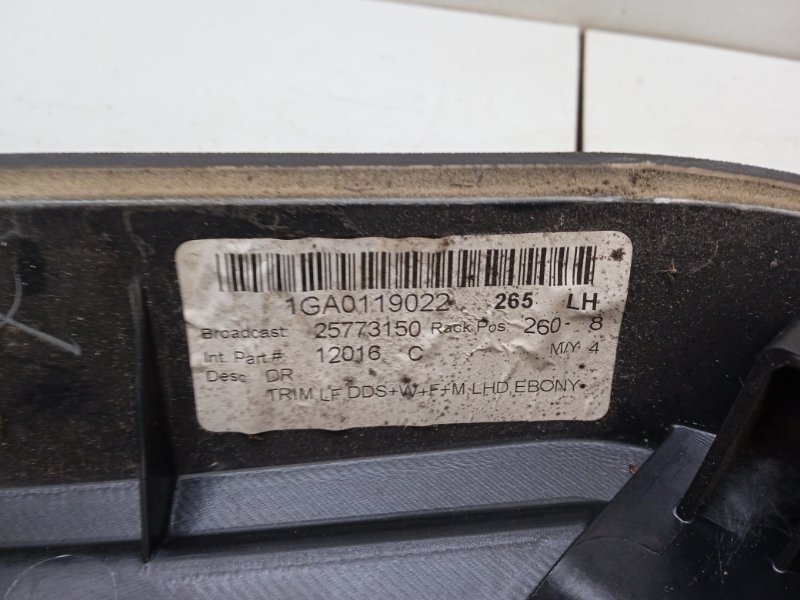 1GA0119022 265 LH
Broadcast: 25773150 Rack Pos: 260- 8
Int. Part #: 12016 C M/Y 4
Desc: DR
TRIM LF DDS+W+F+M,LHD,EBONY